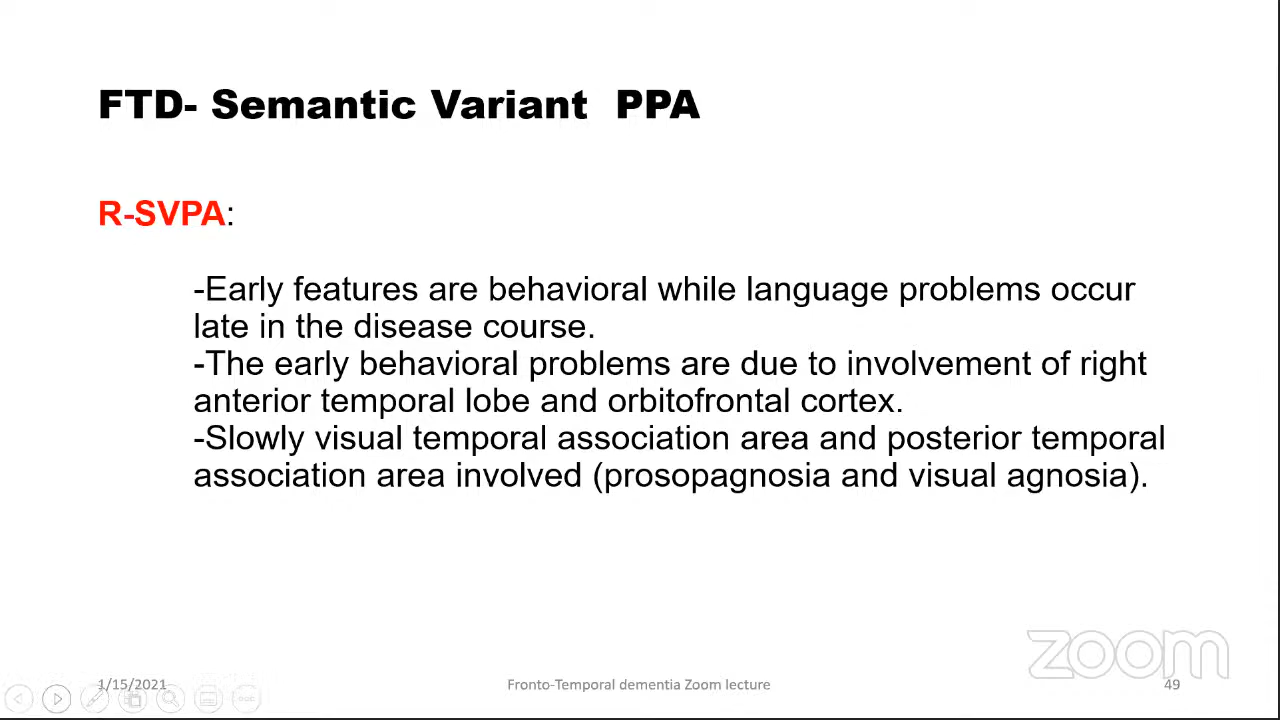 FTD- Semantic Variant  PPA
R-SVPA:
-Early features are behavioral while language problems occur
late in the disease course.
-The early behavioral problems are due to involvement of right
anterior temporal lobe and orbitofrontal cortex.
-Slowly visual temporal association area and posterior temporal
association area involved (prosopagnosia and visual agnosia).
zoom
1/15/2021
Fronto-Temporal dementia Zoom lecture
49